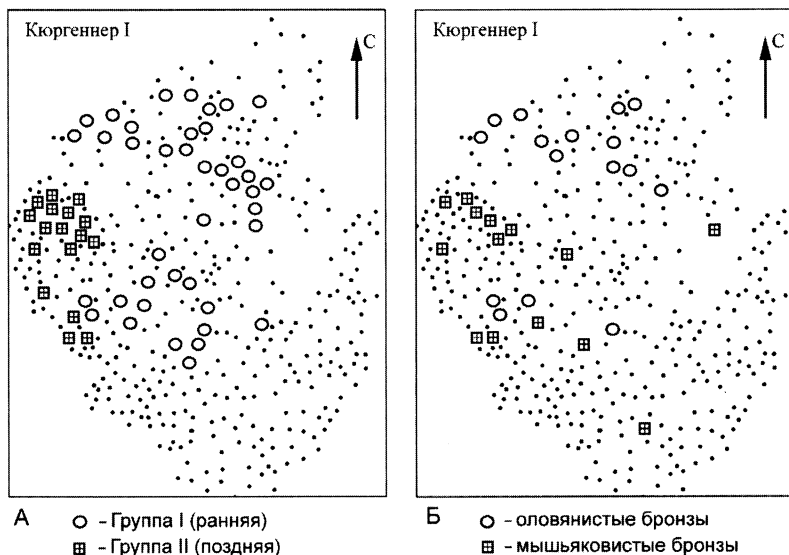 Кюргеннер I
С
Кюргеннер I
С
А
- Группа I (ранняя)
- Группа II (поздняя)
Б
- оловянистые бронзы
- мышьяковистые бронзы